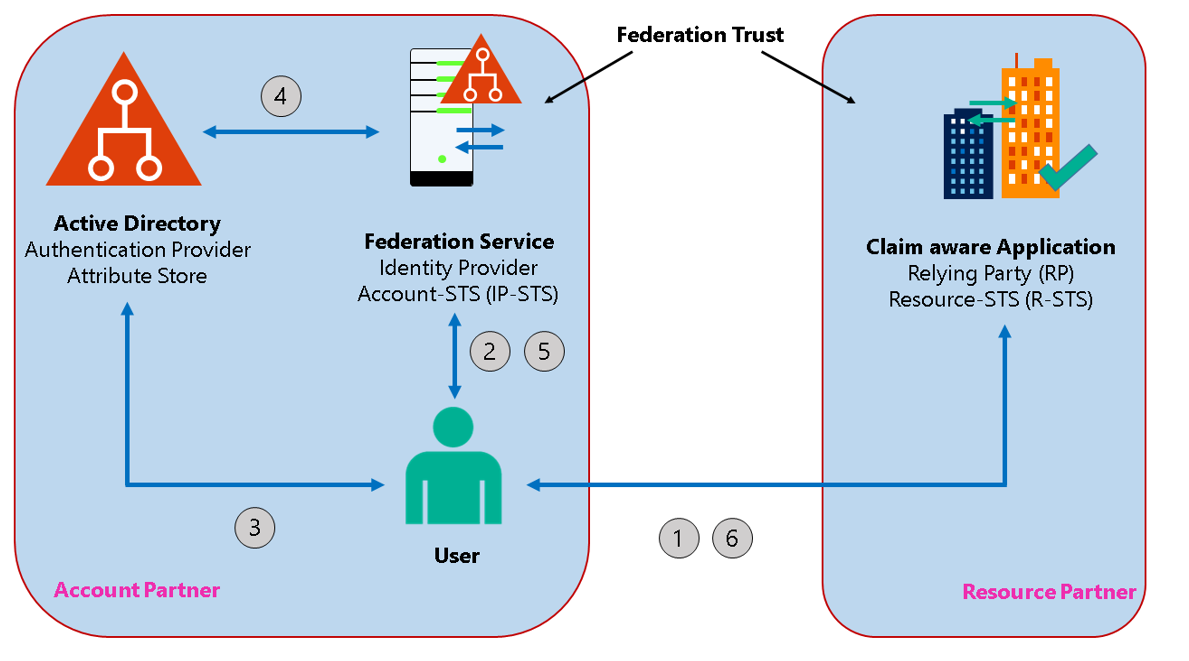 Federation Trust
4
Active Directory
Authentication Provider
Attribute Store
Federation Service
Identity Provider
Account-STS (IP-STS)
Claim aware Application
Relying Party (RP)
Resource-STS (R-STS)
2 5
3
User
1 6
Account Partner
Resource Partner